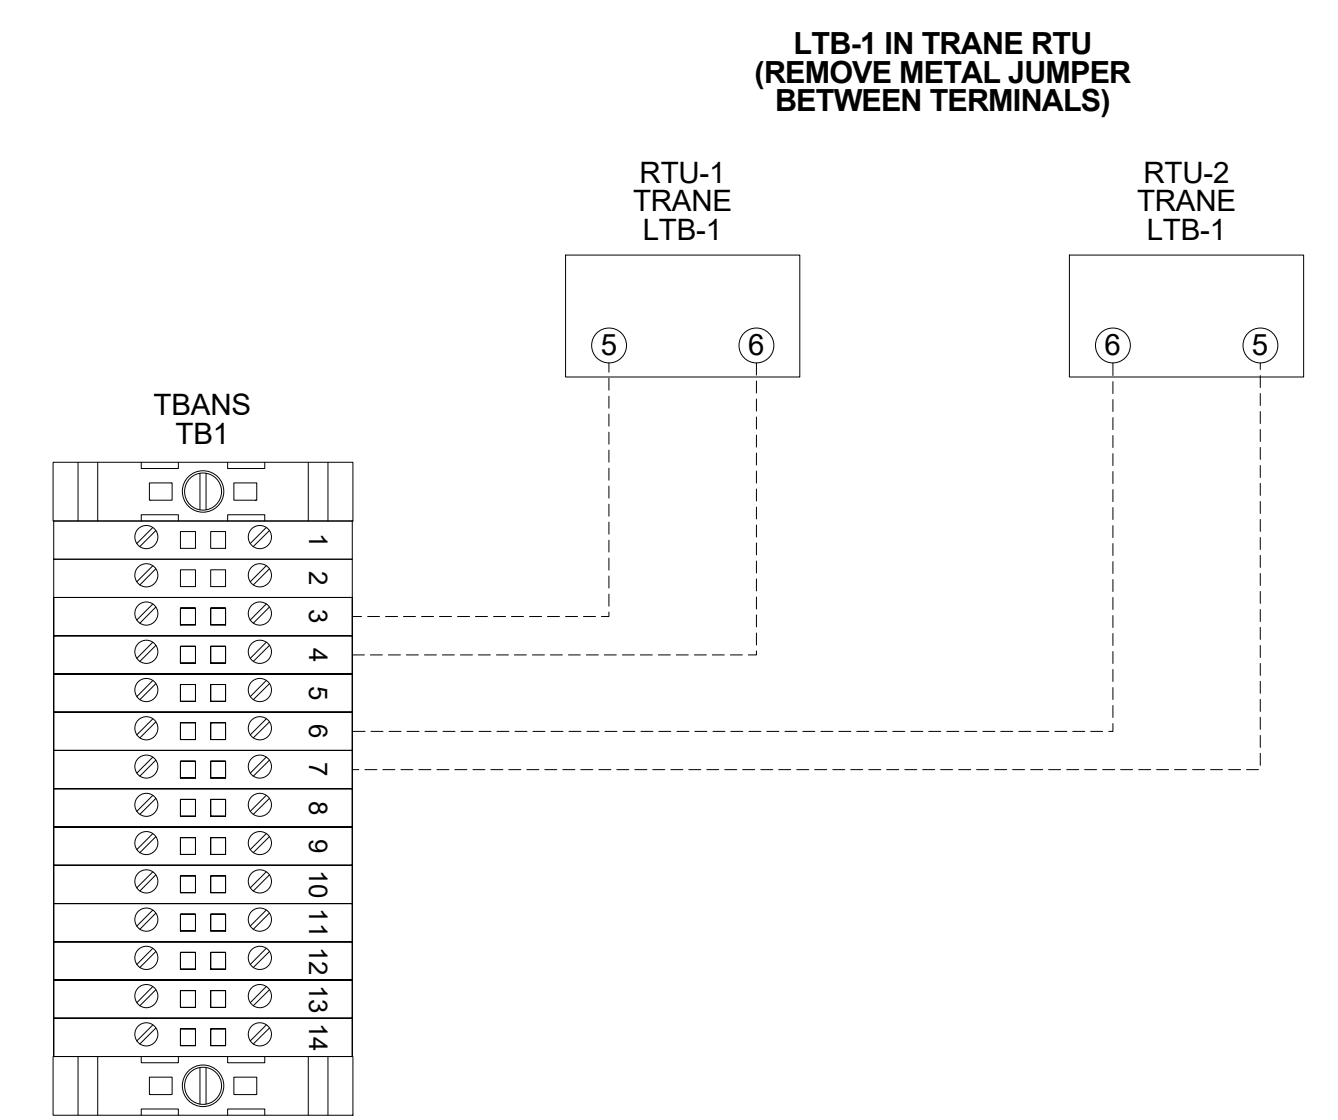 LTB-1 IN TRANE RTU
(REMOVE METAL JUMPER
BETWEEN TERMINALS)
RTU-1
TRANE
LTB-1
5
6
RTU-2
TRANE
LTB-1
6
5
TBANS
TB1
1
2
3
4
5
6
7
8
9
10
11
12
13
14